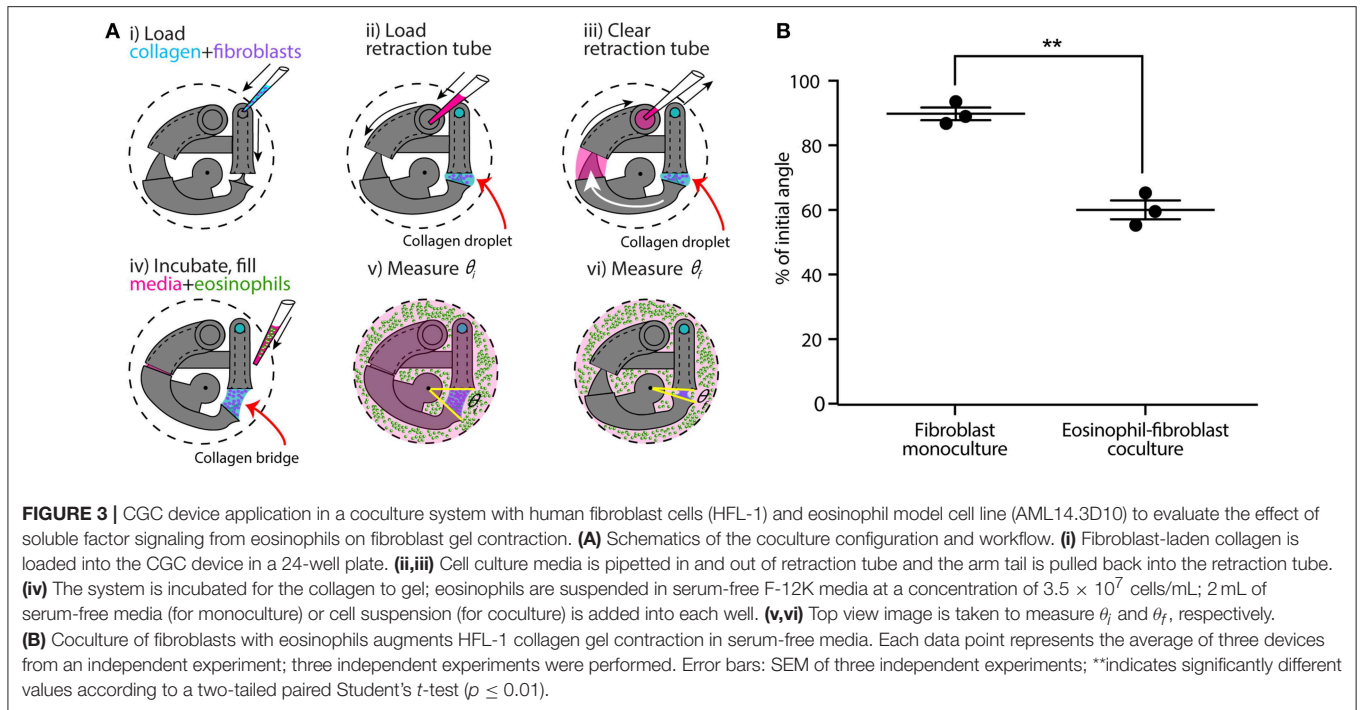 A
i) Load
collagen+fibroblasts
ii) Load
retraction tube
iii) Clear
retraction tube
Collagen droplet
Collagen droplet
iv) Incubate, fill
media+eosinophils
v) Measure θi
vi) Measure θf
Collagen bridge
θ
θ
B
**
100
80
60
40
20
0
% of initial angle
Fibroblast
monoculture
Eosinophil-fibroblast
coculture
FIGURE 3 | CGC device application in a coculture system with human fibroblast cells (HFL-1) and eosinophil model cell line (AML14.3D10) to evaluate the effect of
soluble factor signaling from eosinophils on fibroblast gel contraction. (A) Schematics of the coculture configuration and workflow. (i) Fibroblast-laden collagen is
loaded into the CGC device in a 24-well plate. (ii,iii) Cell culture media is pipetted in and out of retraction tube and the arm tail is pulled back into the retraction tube.
(iv) The system is incubated for the collagen to gel; eosinophils are suspended in serum-free F-12K media at a concentration of 3.5 × 10⁷ cells/mL; 2 mL of
serum-free media (for monoculture) or cell suspension (for coculture) is added into each well. (v,vi) Top view image is taken to measure θi and θf, respectively.
(B) Coculture of fibroblasts with eosinophils augments HFL-1 collagen gel contraction in serum-free media. Each data point represents the average of three devices
from an independent experiment; three independent experiments were performed. Error bars: SEM of three independent experiments; **indicates significantly different
values according to a two-tailed paired Student's t-test (p ≤ 0.01).